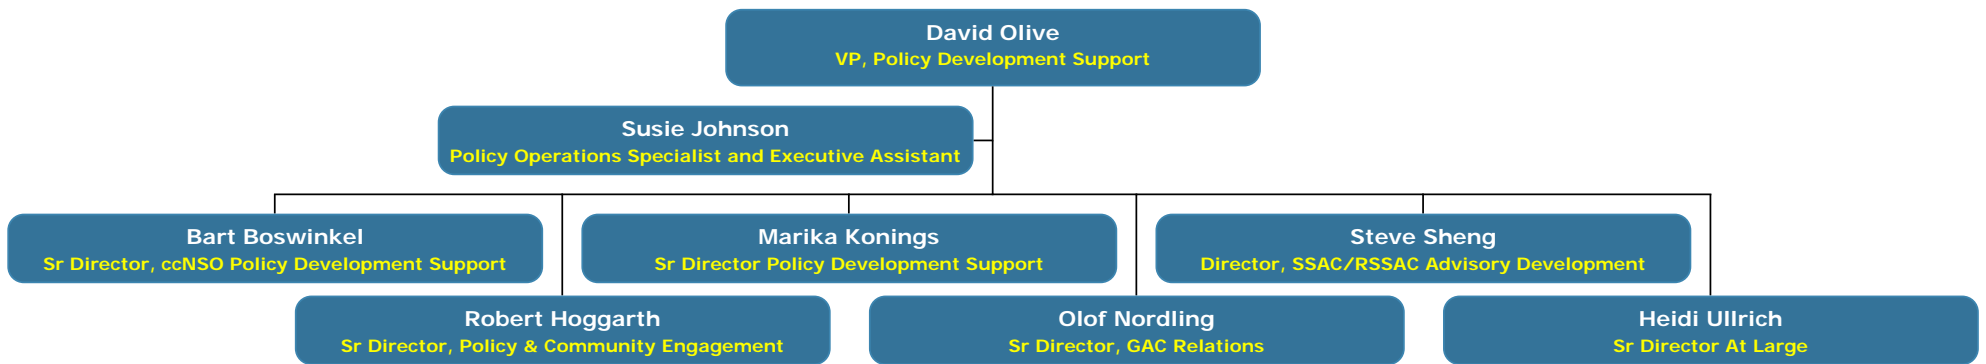 David Olive
VP, Policy Development Support
Susie Johnson
Policy Operations Specialist and Executive Assistant
Bart Boswinkel
Sr Director, ccNSO Policy Development support
Marika Konings
Sr Director Policy Development Support
Steve Sheng
Director, SSAC/RSSAC Advisory Development
Robert Hoggarth
Sr Director, Policy & Community Engagement
Olof Nordling
Sr Director, GAC Relations
Heidi Ullrich
Sr Director At Large